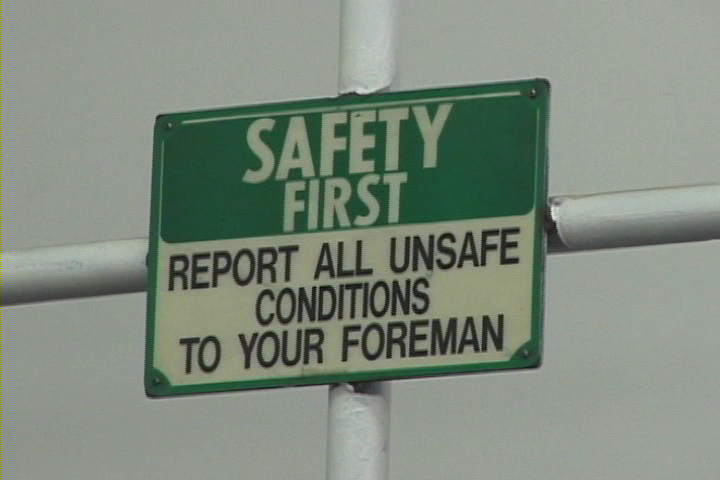 SAFETY
FIRST
REPORT ALL UNSAFE
CONDITIONS
TO YOUR FOREMAN